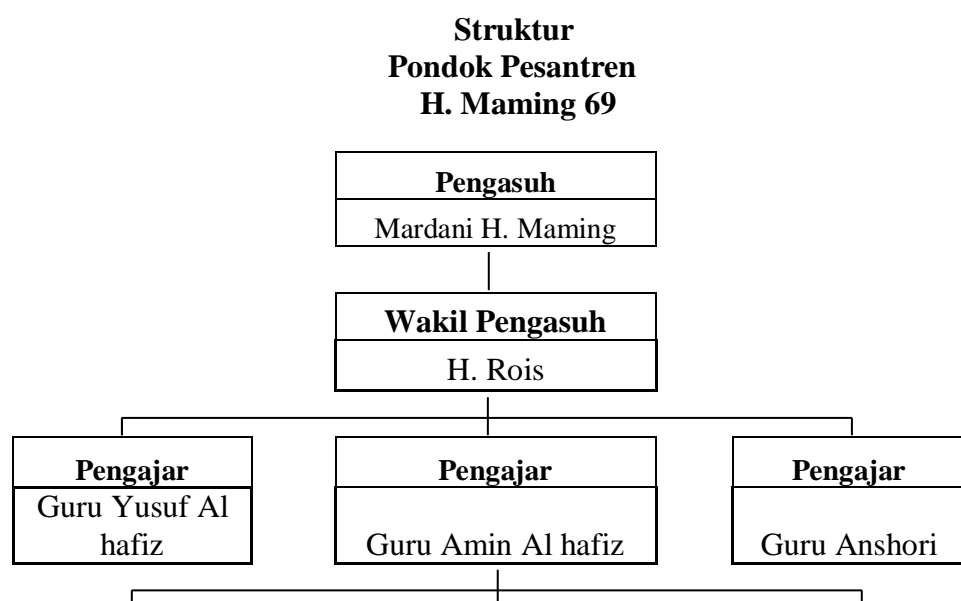 Struktur
Pondok Pesantren
H. Maming 69
Pengasuh
Mardani H. Maming
Wakil Pengasuh
H. Rois
Pengajar
Guru Yusuf Al
hafiz
Pengajar
Guru Amin Al hafiz
Pengajar
Guru Anshori